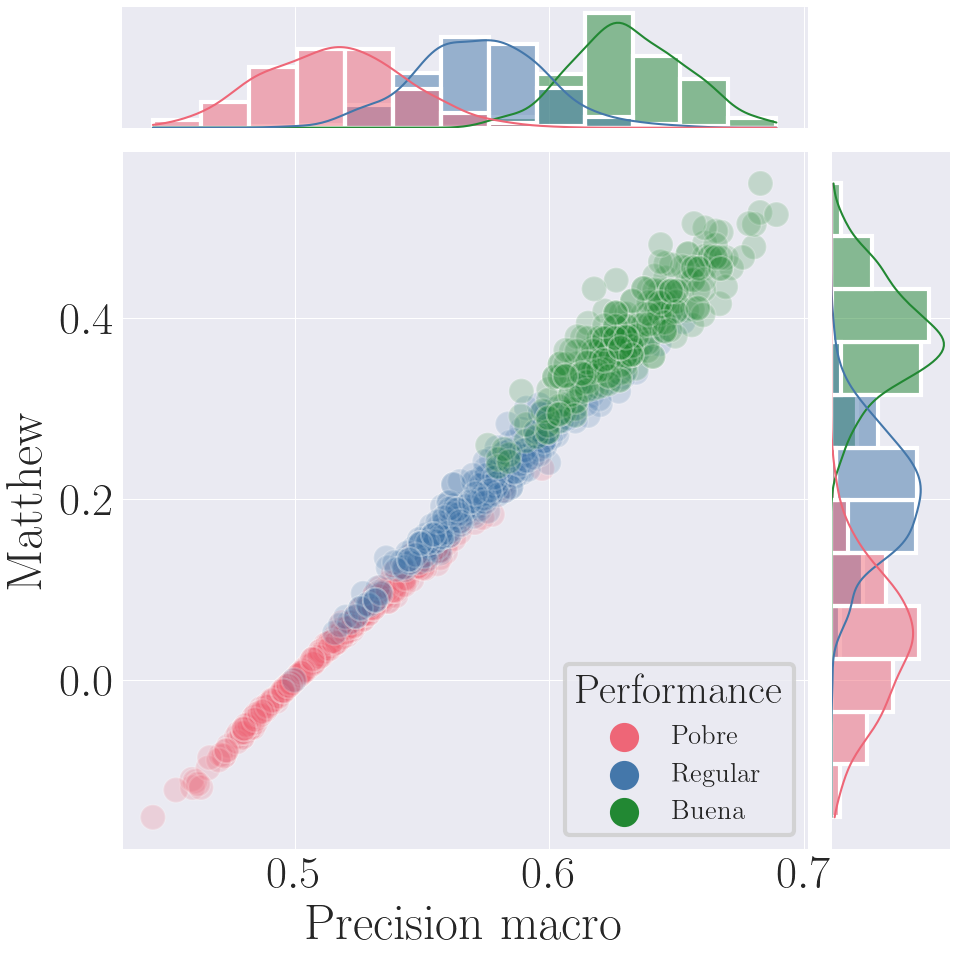 Matthew
0.4
0.2
0.0
Performance
Pobre
Regular
Buena
0.5 0.6 0.7
Precision macro